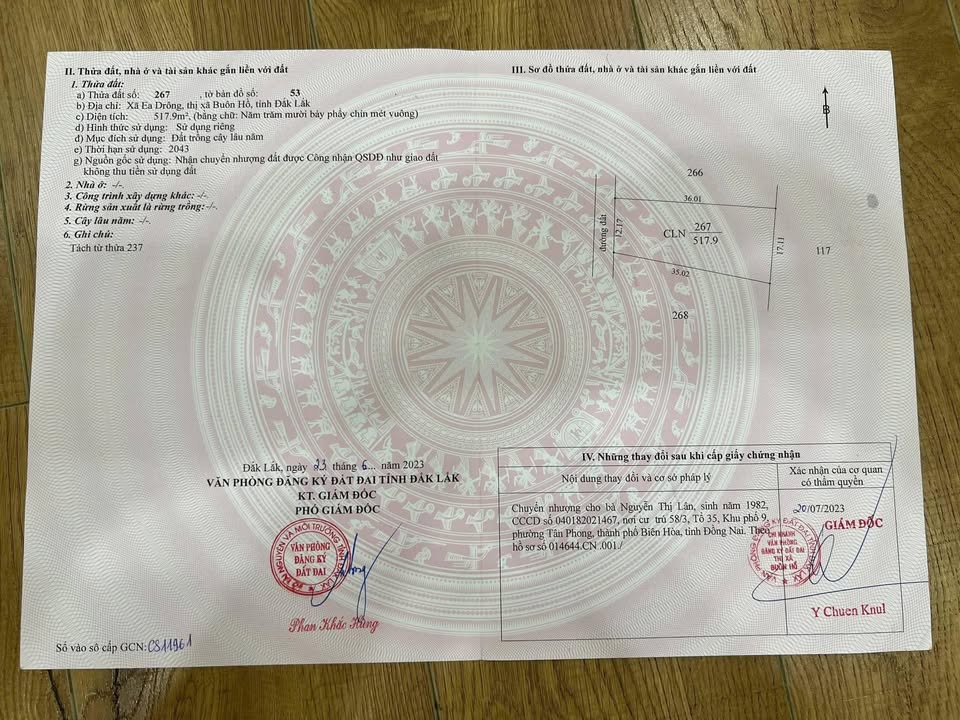 II. Thửa đất, nhà ở và tài sản khác gắn liền với đất
1. Thửa đất:
a) Thửa đất số: 267 , tờ bản đồ số: 53
b) Địa chỉ: Xã Ea Drông, thị xã Buôn Hồ, tỉnh Đắk Lắk
c) Diện tích: 517.9m², (bằng chữ: Năm trăm mười bảy phẩy chín mét vuông)
d) Hình thức sử dụng: Sử dụng riêng
đ) Mục đích sử dụng: Đất trồng cây lâu năm
e) Thời hạn sử dụng: 2043
g) Nguồn gốc sử dụng: Nhận chuyển nhượng đất được Công nhận QSDĐ như giao đất
không thu tiền sử dụng đất
2. Nhà ở: -/-.
3. Công trình xây dựng khác: -/-.
4. Rừng sản xuất là rừng trồng: -/-.
5. Cây lâu năm: -/-.
6. Ghi chú:
Tách từ thửa 237
Đắk Lắk, ngày 23 tháng 6... năm 2023
VĂN PHÒNG ĐĂNG KÝ ĐẤT ĐAI TỈNH ĐẮK LẮK
KT. GIÁM ĐỐC
PHÓ GIÁM ĐỐC
VĂN PHÒNG
ĐĂNG KÝ
ĐẤT ĐAI
Phan Khắc Hùng
Số vào sổ cấp GCN: CS11961
III. Sơ đồ thửa đất, nhà ở và tài sản khác gắn liền với đất
B
266
36.01
đường đất
12.17
CLN 267
517.9
17.11
117
35.02
268
IV. Những thay đổi sau khi cấp giấy chứng nhận
Nội dung thay đổi và cơ sở pháp lý
Xác nhận của cơ quan
có thẩm quyền
Chuyển nhượng cho bà Nguyễn Thị Lân, sinh năm 1982,
CCCD số 040182021467, nơi cư trú 58/3, Tổ 35, Khu phố 9,
phường Tân Phong, thành phố Biên Hòa, tỉnh Đồng Nai. Theo
hồ sơ số 014644.CN.001./
20/07/2023
GIÁM ĐỐC
CHI NHÁNH
VĂN PHÒNG
ĐĂNG KÝ ĐẤT ĐAI
THỊ XÃ
BUÔN HỒ
Y Chuen Knul